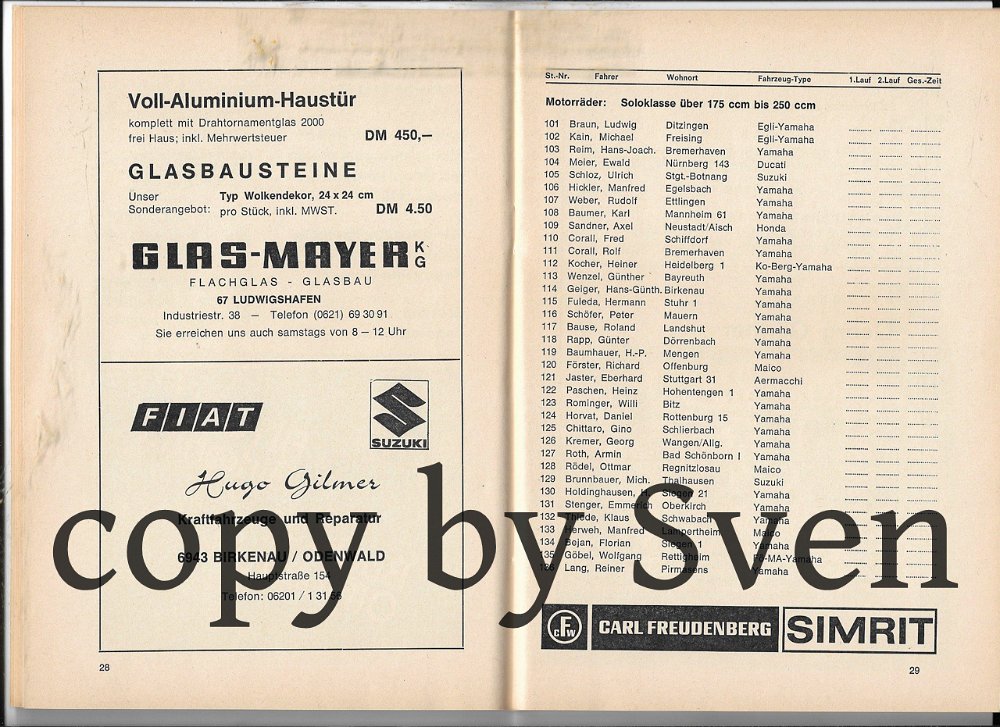 Voll-Aluminium-Haustür
komplett mit Drahtornamentglas 2000
frei Haus; inkl. Mehrwertsteuer DM 450,—
GLASBAUSTEINE
Unser Typ Wolkendekor, 24 x 24 cm
Sonderangebot: pro Stück, inkl. MWST. DM 4.50
GLAS-MAYER KG
FLACHGLAS - GLASBAU
67 LUDWIGSHAFEN
Industriestr. 38 — Telefon (0621) 69 30 91
Sie erreichen uns auch samstags von 8 – 12 Uhr
FIAT
SUZUKI
Hugo Gilmer
Kraftfahrzeuge und Reparatur
6943 BIRKENAU / ODENWALD
Hauptstraße 154
Telefon: 06201 / 1 31
28
St.-Nr. Fahrer Wohnort Fahrzeug-Type 1.Lauf 2.Lauf Ges.-Zeit
Motorräder: Soloklasse über 175 ccm bis 250 ccm
101 Braun, Ludwig Ditzingen Egli-Yamaha
102 Kain, Michael Freising Egli-Yamaha
103 Reim, Hans-Joach. Bremerhaven Yamaha
104 Meier, Ewald Nürnberg 143 Ducati
105 Schloz, Ulrich Stgt.-Botnang Suzuki
106 Hickler, Manfred Egelsbach Yamaha
107 Weber, Rudolf Ettlingen Yamaha
108 Baumer, Karl Mannheim 61 Yamaha
109 Sandner, Axel Neustadt/Aisch Honda
110 Corall, Fred Schiffdorf Yamaha
111 Corall, Rolf Bremerhaven Yamaha
112 Kocher, Heiner Heidelberg 1 Ko-Berg-Yamaha
113 Wenzel, Günther Bayreuth Yamaha
114 Geiger, Hans-Günth. Birkenau Yamaha
115 Fuleda, Hermann Stuhr 1 Yamaha
116 Schöfer, Peter Mauern Yamaha
117 Bause, Roland Landshut Yamaha
118 Rapp, Günter Dörrenbach Yamaha
119 Baumhauer, H.-P. Mengen Yamaha
120 Förster, Richard Offenburg Maico
121 Jaster, Eberhard Stuttgart 31 Aermacchi
122 Paschen, Heinz Hohentengen 1 Yamaha
123 Rominger, Willi Bitz Yamaha
124 Horvat, Daniel Rottenburg 15 Yamaha
125 Chittaro, Gino Schlierbach Yamaha
126 Kremer, Georg Wangen/Allg. Yamaha
127 Roth, Armin Bad Schönborn I Yamaha
128 Rödel, Ottmar Regnitzlosau Maico
129 Brunnbauer, Mich. Thalhausen Suzuki
130 Holdinghausen, H. Siegen 21 Yamaha
131 Stenger, Emmerich Oberkirch Yamaha
132 Klaus Schwabach Yamaha
133 Herweh, Manfred Lampertheim Maico
134 Bejan, Florian Siegen 1 Yamaha
135 Göbel, Wolfgang Rettigheim Fe-MA-Yamaha
136 Lang, Reiner Pirmasens Yamaha
CFW CARL FREUDENBERG SIMRIT
29
copy by Sven